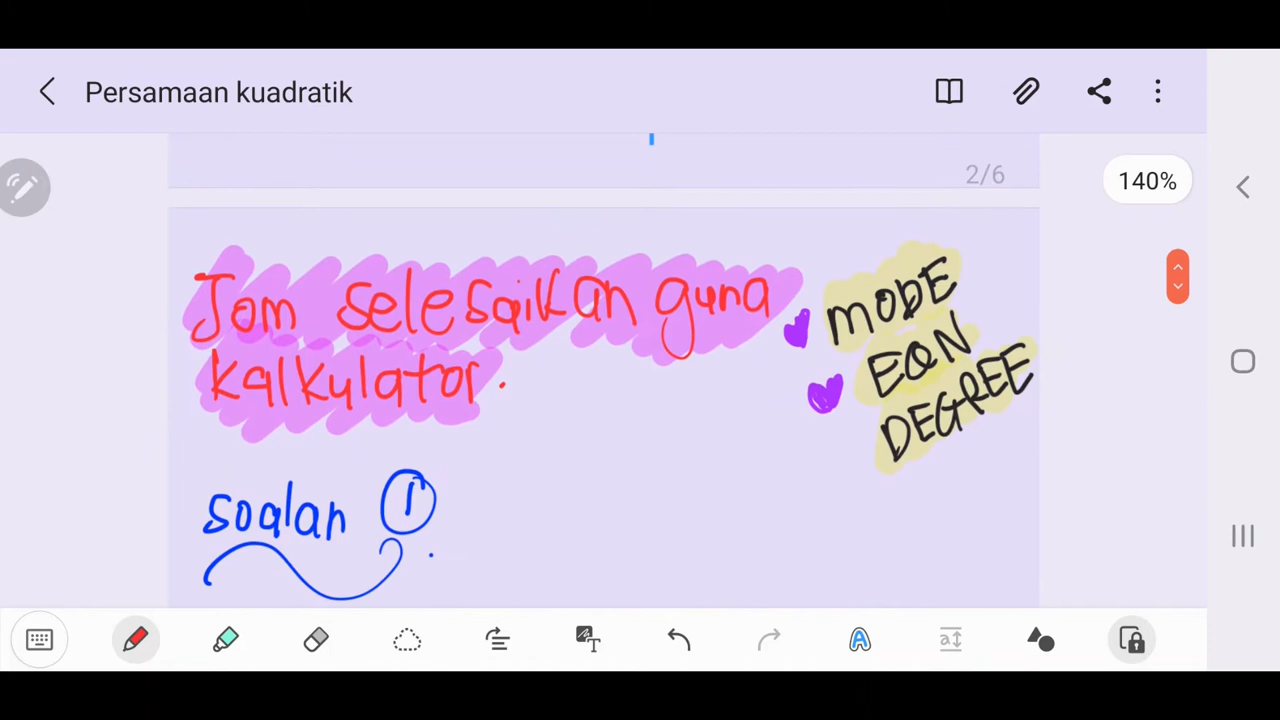 Persamaan kuadratik
2/6
140%
Jom selesaikan guna
kalkulator.
MODE
EQN
DEGREE
soalan 1